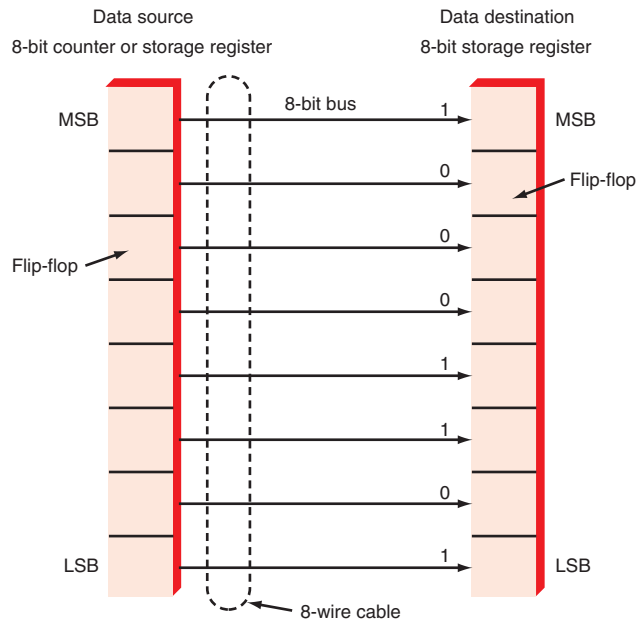 Data source
8-bit counter or storage register
Data destination
8-bit storage register
MSB
8-bit bus
1
MSB
0
Flip-flop
0
Flip-flop
0
1
1
0
LSB
1
LSB
8-wire cable